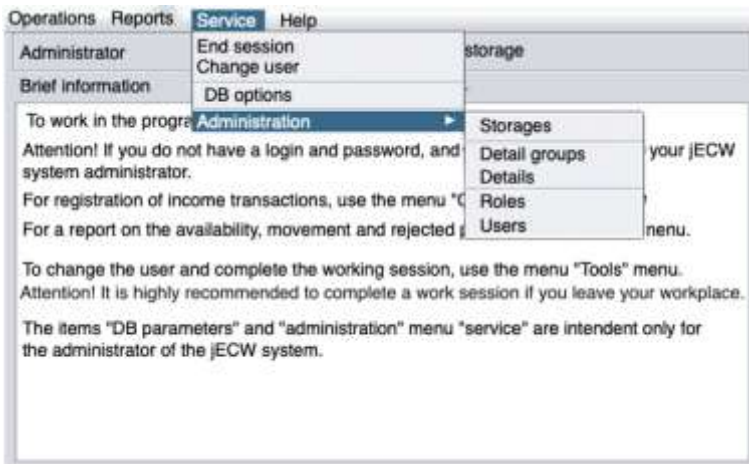 Operations Reports Service Help
Administrator End session storage
Change user
Brief information DB options
To work in the progra Administration Storages
Attention! If you do not have a login and password, and Detail groups your jECW
system administrator. Details
For registration of income transactions, use the menu "O Roles
For a report on the availability, movement and rejected Users menu.
To change the user and complete the working session, use the menu "Tools" menu.
Attention! It is highly recommended to complete a work session if you leave your workplace.
The items "DB parameters" and "administration" menu "service" are intendent only for
the administrator of the jECW system.